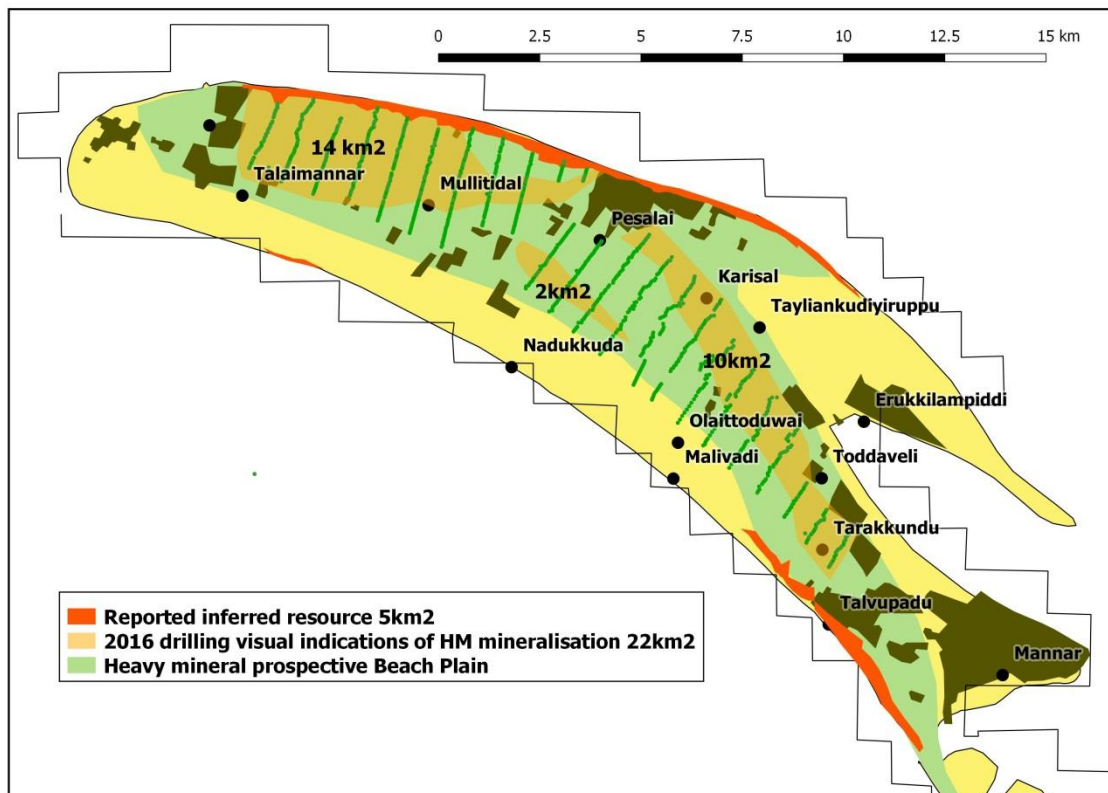 0 2.5 5 7.5 10 12.5 15 km
14 km2
Talaimannar
Mullitidal
Pesalai
Karisal
2km2
Tayliankudiyiruppu
Nadukkuda
10km2
Erukkilampiddi
Olaittoduwai
Malivadi
Toddaveli
Tarakkundu
Talvupadu
Mannar
Reported inferred resource 5km2
2016 drilling visual indications of HM mineralisation 22km2
Heavy mineral prospective Beach Plain